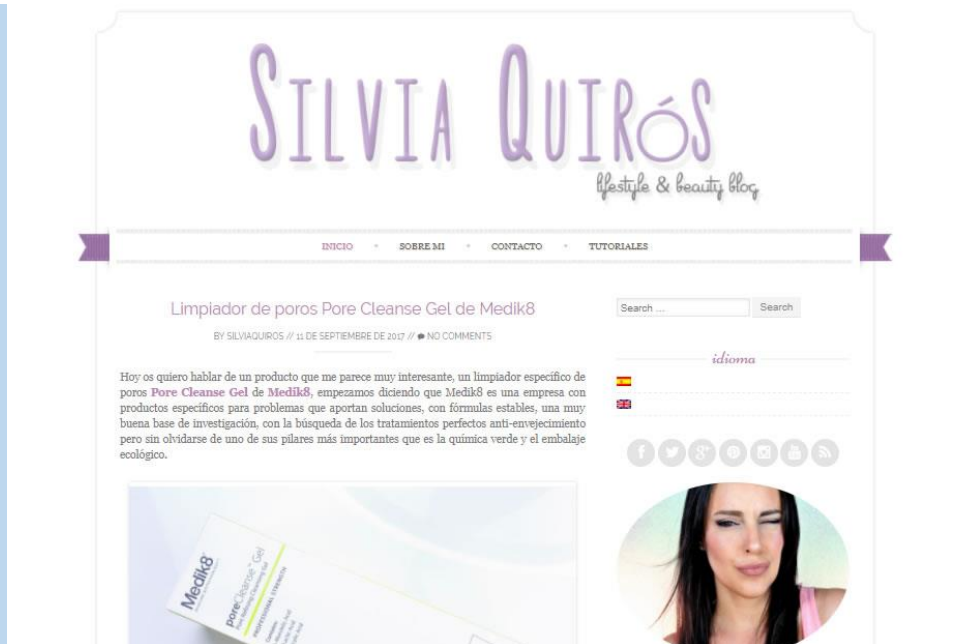 SILVIA QUIRóS
lifestyle & beauty blog
INICIO
SOBRE MI
CONTACTO
TUTORIALES
Limpiador de poros Pore Cleanse Gel de Medik8
BY SILVIAQUIROS // 11 DE SEPTIEMBRE DE 2017 // NO COMMENTS
Hoy os quiero hablar de un producto que me parece muy interesante, un limpiador específico de
poros Pore Cleanse Gel de Medik8, empezamos diciendo que Medik8 es una empresa con
productos específicos para problemas que aportan soluciones, con fórmulas estables, una muy
buena base de investigación, con la búsqueda de los tratamientos perfectos anti-envejecimiento
pero sin olvidarse de uno de sus pilares más importantes que es la química verde y el embalaje
ecológico.
Medik8
poreCleanse™ Gel
Pore Refining Cleansing Gel
PROFESSIONAL STRENGTH
Search ...
Search
idioma